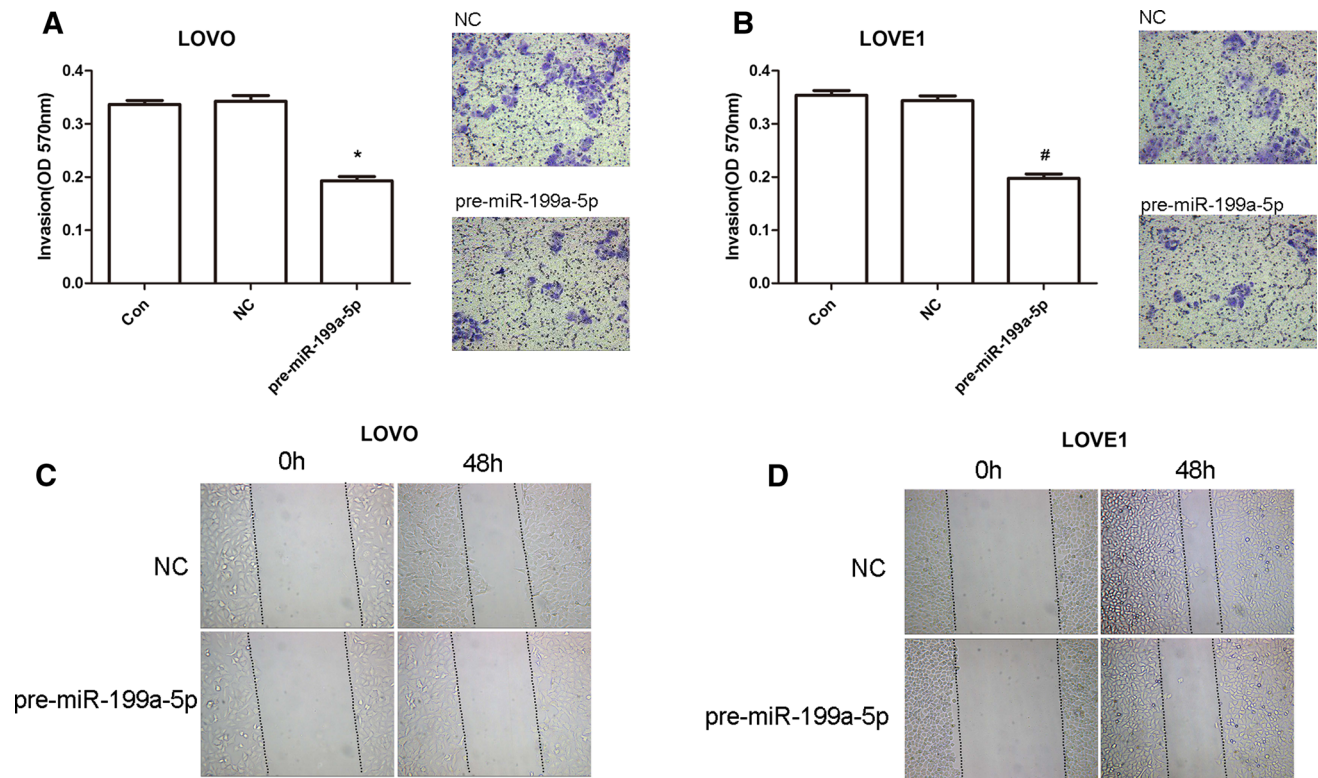 A
LOVO
Invasion(OD 570nm)
0.4
0.3
0.2
0.1
0.0
*
Con
NC
pre-miR-199a-5p
NC
pre-miR-199a-5p
B
LOVE1
Invasion(OD 570nm)
0.4
0.3
0.2
0.1
0.0
#
Con
NC
pre-miR-199a-5p
NC
pre-miR-199a-5p
C
LOVO
0h
48h
NC
pre-miR-199a-5p
D
LOVE1
0h
48h
NC
pre-miR-199a-5p